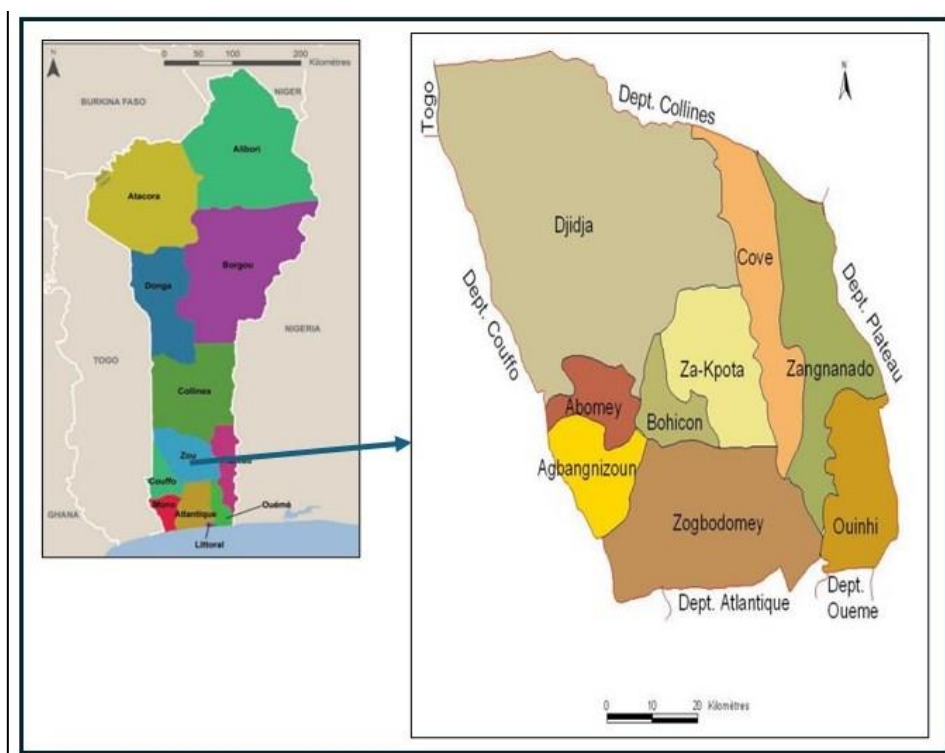 N
0 50 100 200
Kilomètres
NIGER
BURKINA FASO
Alibori
Atacora
Borgou
Donga
NIGERIA
TOGO
Collines
Zou
Couffo
Mono
Atlantique
Ouémé
GHANA
Littoral
N
Togo
Dept. Collines
Djidja
Cove
Dept. Couffo
Dept. Plateau
Za-Kpota
Zangnanado
Abomey
Bohicon
Agbangnizoun
Zogbodomey
Ouinhi
Dept. Atlantique
Dept.
Oueme
0 10 20 Kilomètres